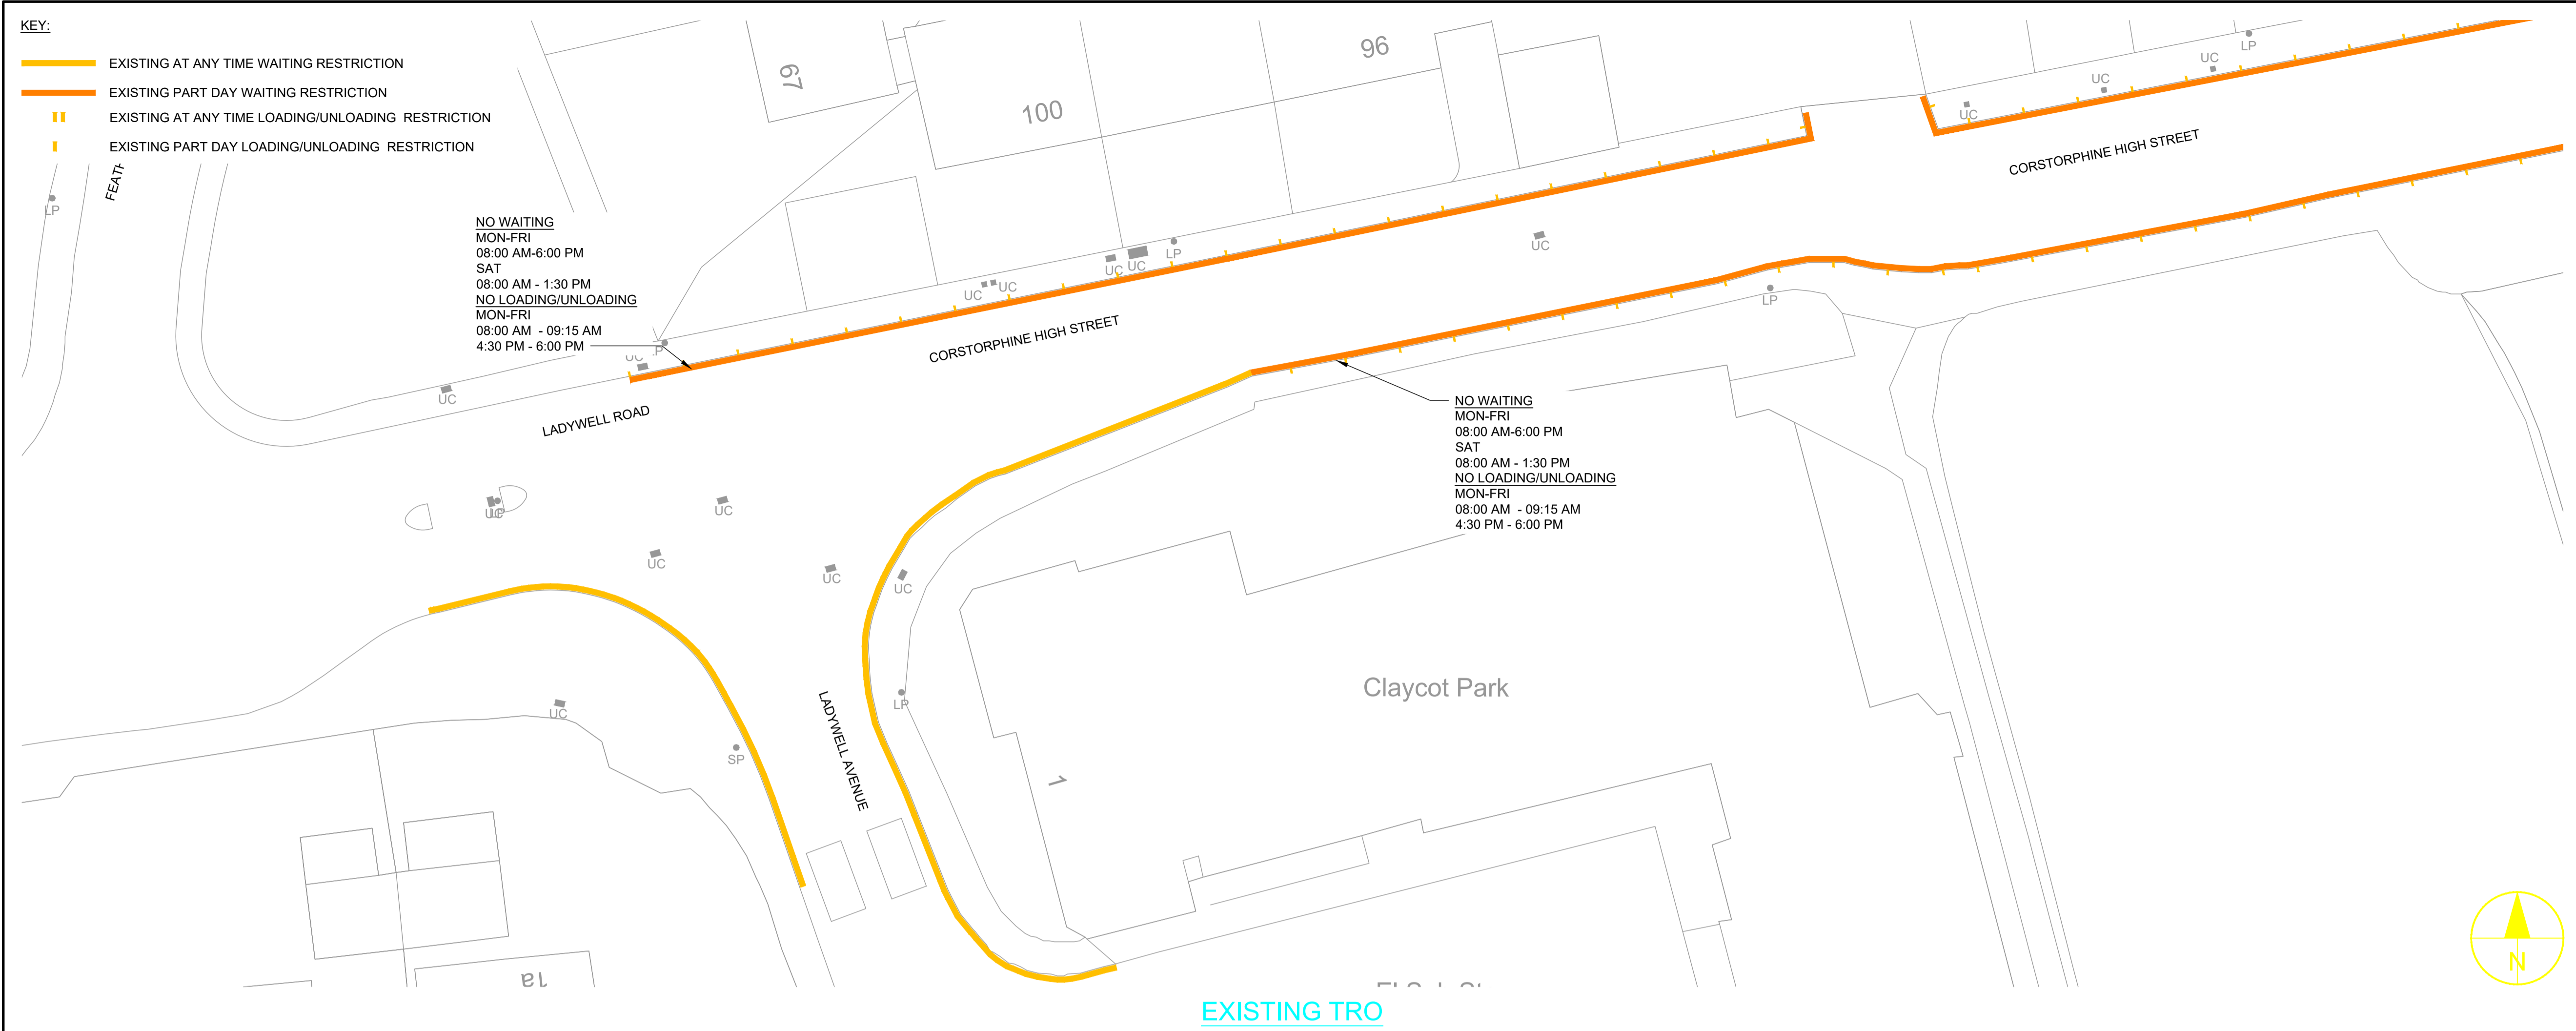 KEY:
EXISTING AT ANY TIME WAITING RESTRICTION
EXISTING PART DAY WAITING RESTRICTION
EXISTING AT ANY TIME LOADING/UNLOADING  RESTRICTION
EXISTING PART DAY LOADING/UNLOADING  RESTRICTION
67
100
96
LP
UC
UC
UC
CORSTORPHINE HIGH STREET
LP
NO WAITING
MON-FRI
08:00 AM-6:00 PM
SAT
08:00 AM - 1:30 PM
NO LOADING/UNLOADING
MON-FRI
08:00 AM  - 09:15 AM
4:30 PM - 6:00 PM
UC
UC
UC
UC
LP
UC
LP
CORSTORPHINE HIGH STREET
UC
UC
LADYWELL ROAD
NO WAITING
MON-FRI
08:00 AM-6:00 PM
SAT
08:00 AM - 1:30 PM
NO LOADING/UNLOADING
MON-FRI
08:00 AM  - 09:15 AM
4:30 PM - 6:00 PM
UC
LP
UC
UC
UC
UC
LP
UC
SP
LADYWELL AVENUE
Claycot Park
1
1a
N
EXISTING TRO